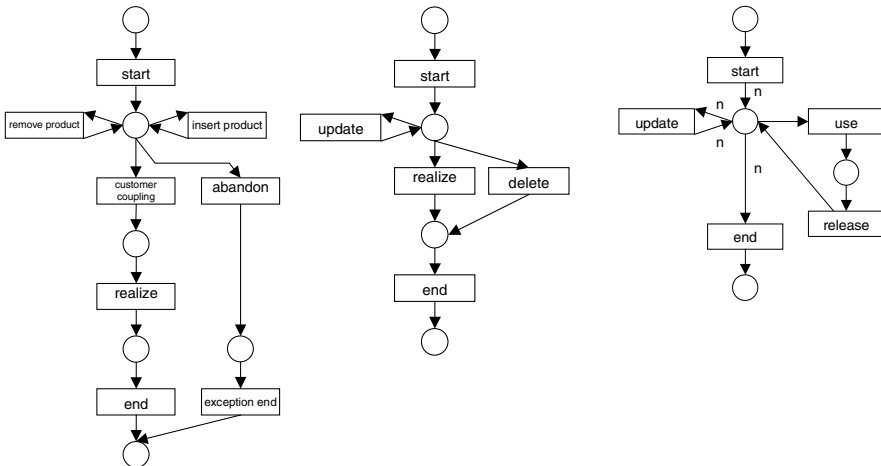 start
remove product
insert product
customer
coupling
abandon
realize
end
exception end
start
update
realize
delete
end
start
n
n
update
use
n
n
release
end